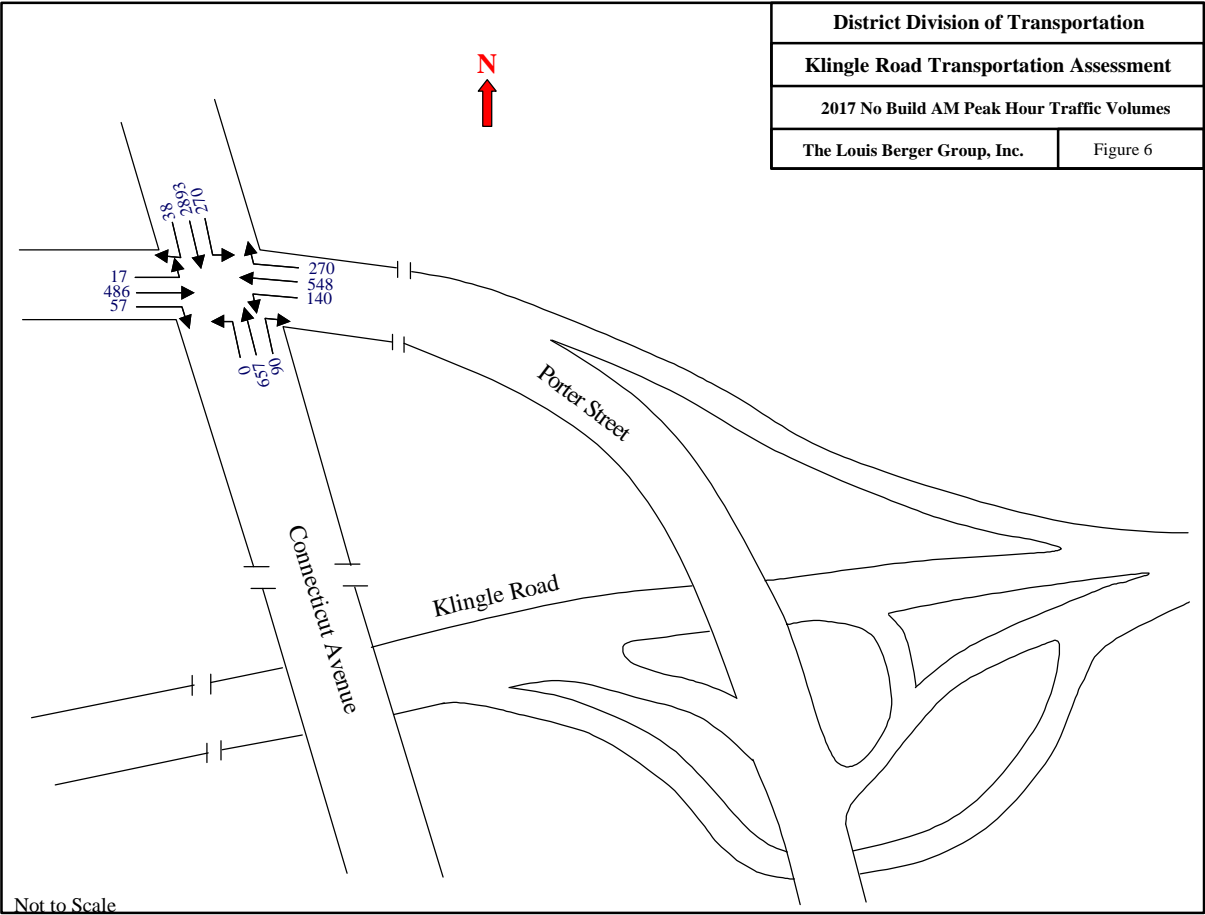 District Division of Transportation
Klingle Road Transportation Assessment
2017 No Build AM Peak Hour Traffic Volumes
The Louis Berger Group, Inc.
Figure 6
N
38
2893
270
17
486
57
270
548
140
0
657
90
Porter Street
Connecticut Avenue
Klingle Road
Not to Scale